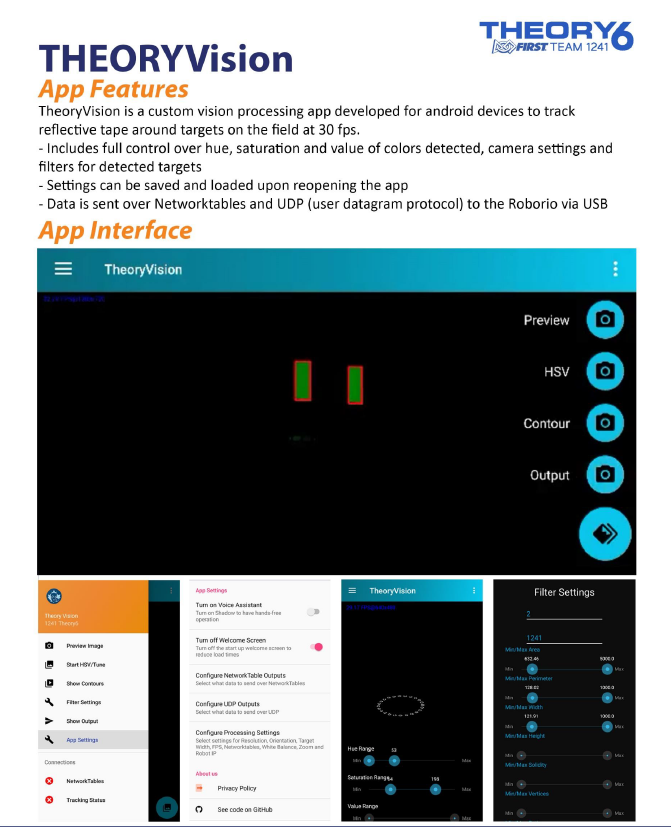 THEORY6
FIRST TEAM 1241
THEORYVision
App Features
TheoryVision is a custom vision processing app developed for android devices to track
reflective tape around targets on the field at 30 fps.
- Includes full control over hue, saturation and value of colors detected, camera settings and
filters for detected targets
- Settings can be saved and loaded upon reopening the app
- Data is sent over Networktables and UDP (user datagram protocol) to the Roborio via USB
App Interface
TheoryVision
Preview
HSV
Contour
Output
Theory Vision
1241 Theory6
Preview Image
Start HSV/Tune
Show Contours
Filter Settings
Show Output
App Settings
Connections
NetworkTables
Tracking Status
App Settings
Turn on Voice Assistant
Turn on Shadow to have hands-free
operation
Turn off Welcome Screen
Turn off the start up welcome screen to
reduce load times
Configure NetworkTable Outputs
Select what data to send over NetworkTables
Configure UDP Outputs
Select what data to send over UDP
Configure Processing Settings
Select settings for Resolution, Orientation, Target
Width, FPS, Networktables, White Balance, Zoom and
Robot IP
About us
Privacy Policy
See code on GitHub
TheoryVision
Hue Range
53
Min Max
Saturation Range
198
Min Max
Value Range
Min Max
Filter Settings
2
1241
Min/Max Area
632.46 5300.0
Min Max
Min/Max Perimeter
128.02 1000.0
Min Max
Min/Max Width
131.91 1000.0
Min Max
Min/Max Height
Min Max
Min/Max Solidity
Min Max
Min/Max Vertices
Min Max